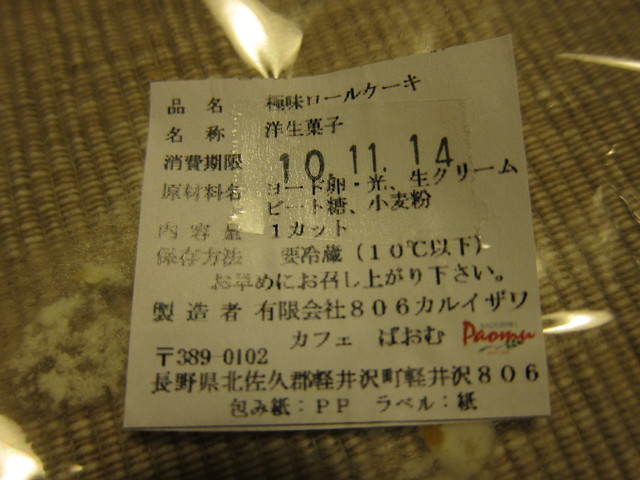 品名 極味ロールケーキ
名称 洋生菓子
消費期限 10.11.14
原材料名 ヨード卵・光、生クリーム
ビート糖、小麦粉
内容量 1カット
保存方法 要冷蔵(10℃以下)
お早めにお召し上がり下さい。
製造者 有限会社806カルイザワ
カフェ ぱおむ Paomu
〒389-0102
長野県北佐久郡軽井沢町軽井沢806
包み紙:PP ラベル:紙